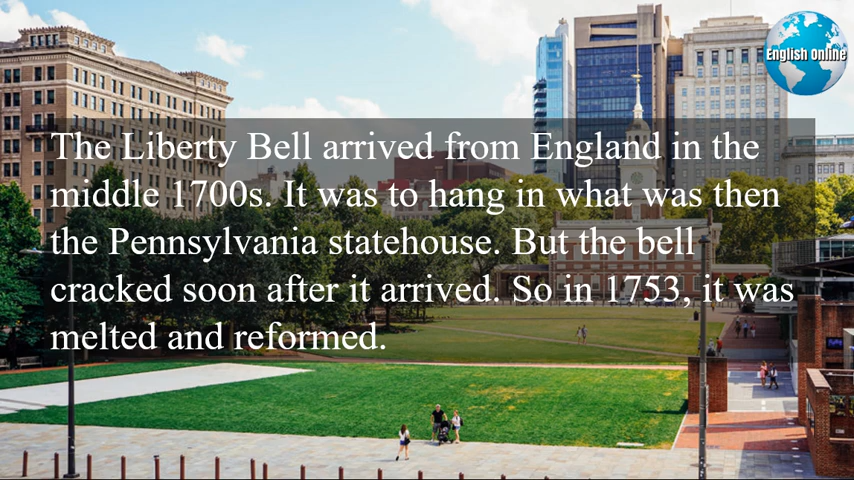 English Online
The Liberty Bell arrived from England in the
middle 1700s. It was to hang in what was then
the Pennsylvania statehouse. But the bell
cracked soon after it arrived. So in 1753, it was
melted and reformed.